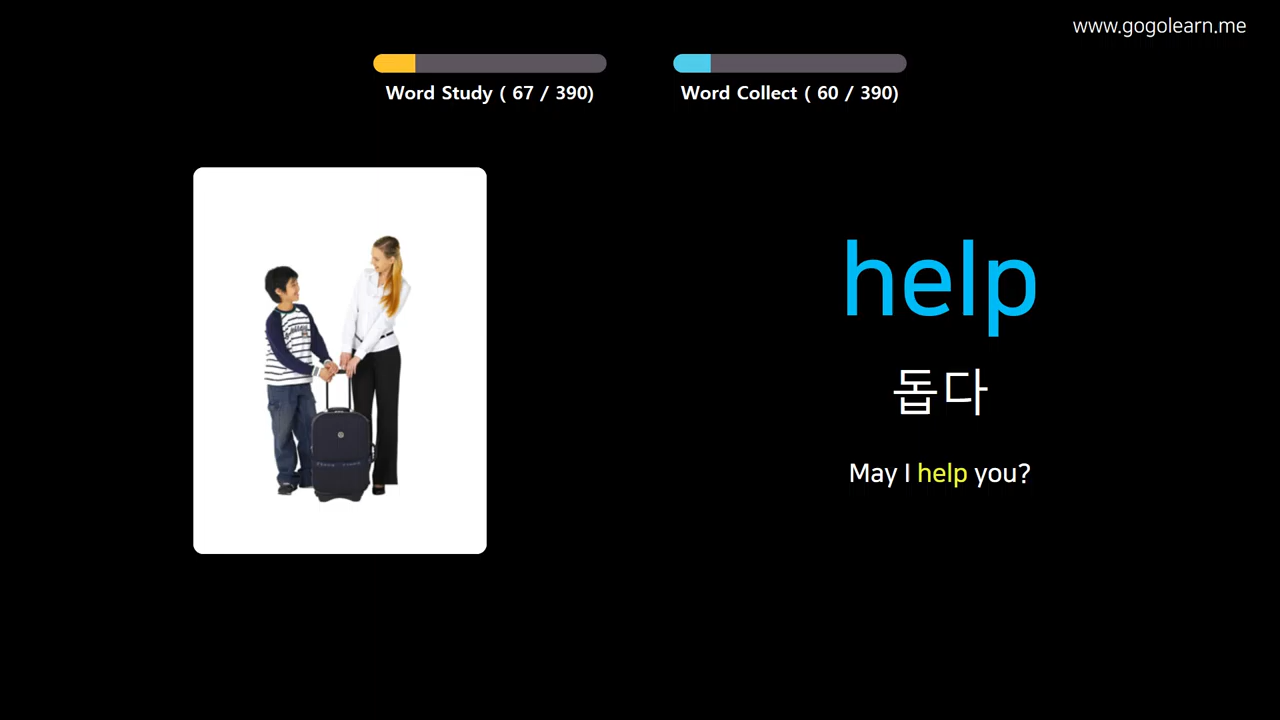 www.gogolearn.me
Word Study ( 67 / 390)
Word Collect ( 60 / 390)
help
돕다
May I help you?